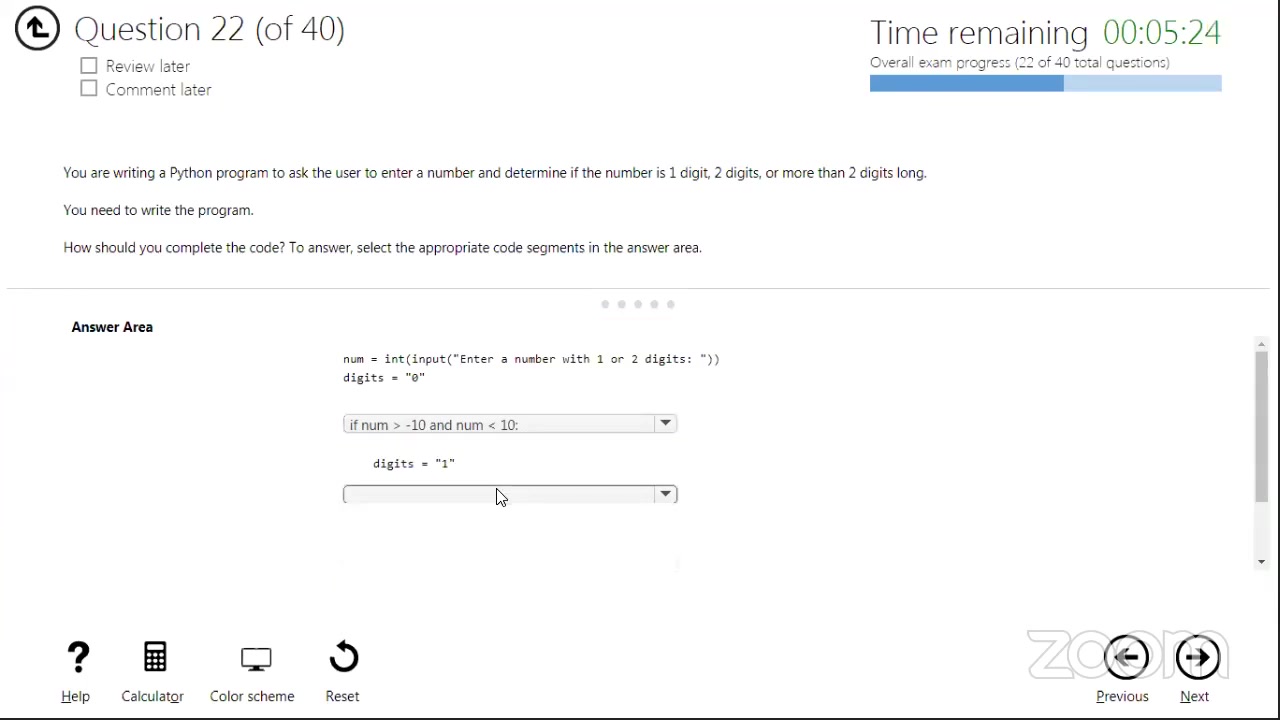 Question 22 (of 40)
Time remaining 00:05:24
Review later
Overall exam progress (22 of 40 total questions)
Comment later
You are writing a Python program to ask the user to enter a number and determine if the number is 1 digit, 2 digits, or more than 2 digits long.
You need to write the program.
How should you complete the code? To answer, select the appropriate code segments in the answer area.
Answer Area
num = int(input("Enter a number with 1 or 2 digits: "))
digits = "0"
if num > -10 and num < 10:
digits = "1"
zoom
Help
Calculator
Color scheme
Reset
Previous
Next